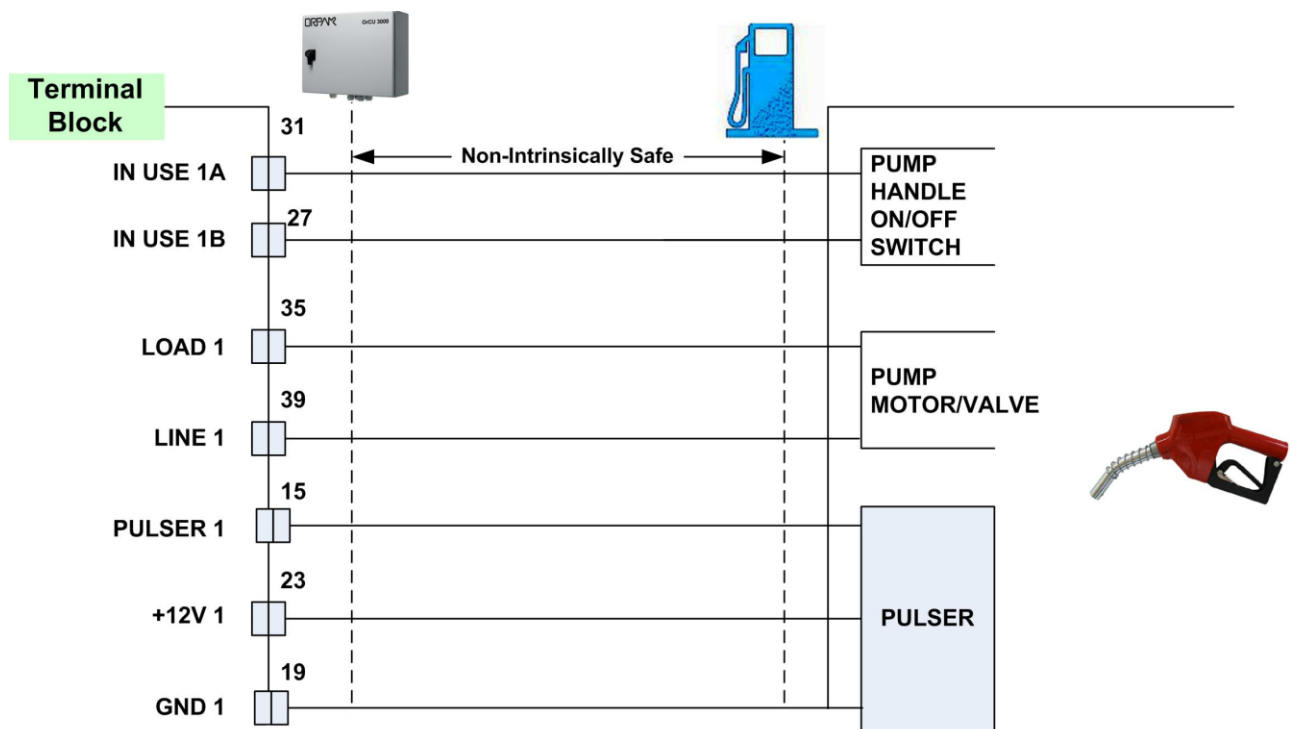 ORPAK OrCU 3000
Terminal
Block
31
IN USE 1A
Non-Intrinsically Safe
PUMP
HANDLE
ON/OFF
SWITCH
27
IN USE 1B
35
LOAD 1
PUMP
MOTOR/VALVE
39
LINE 1
15
PULSER 1
23
+12V 1
PULSER
19
GND 1